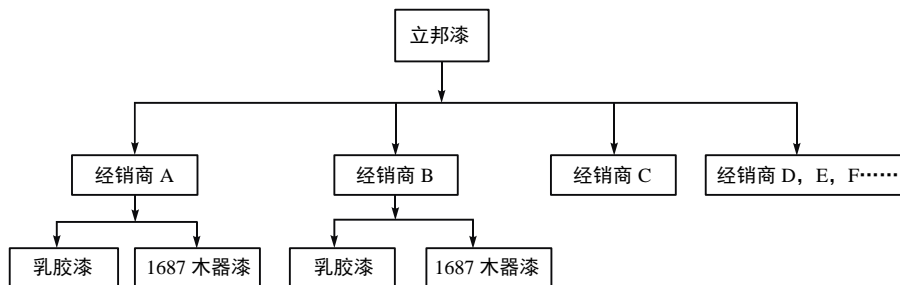 立邦漆
经销商 A
经销商 B
经销商 C
经销商 D，E，F……
乳胶漆
1687 木器漆
乳胶漆
1687 木器漆